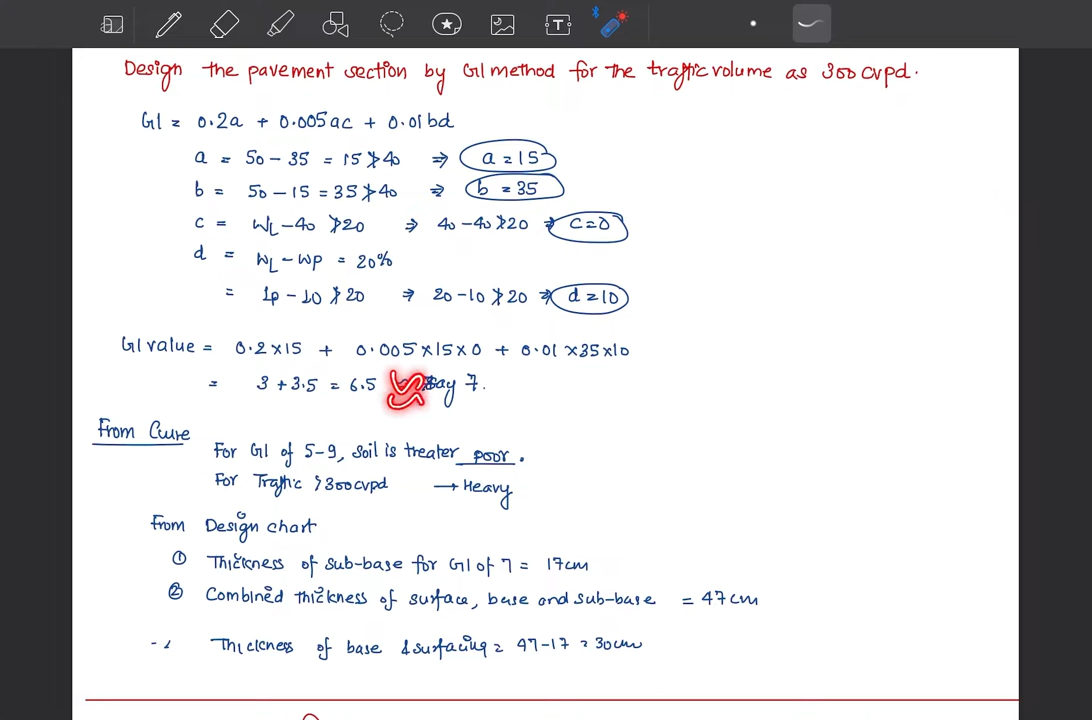 Design the pavement section by GI method for the traffic volume as 300 cvpd.
GI = 0.2a + 0.005ac + 0.01bd
a = 50 - 35 = 15 ≯ 40 ⇒ a = 15
b = 50 - 15 = 35 ≯ 40 ⇒ b = 35
c = WL - 40 ≯ 20 ⇒ 40 - 40 ≯ 20 ⇒ c = 0
d = WL - WP = 20%
= Ip - 10 ≯ 20 ⇒ 20 - 10 ≯ 20 ⇒ d = 10
GI value = 0.2 × 15 + 0.005 × 15 × 0 + 0.01 × 35 × 10
= 3 + 3.5 = 6.5 say 7.
From Cuure
For GI of 5-9, soil is treater poor.
For Traffic >300cvpd → Heavy
From Design chart
① Thickness of sub-base for GI of 7 = 17cm
② Combined thickness of surface, base and sub-base = 47cm
Thickness of base & surfacing = 47 - 17 = 30cm